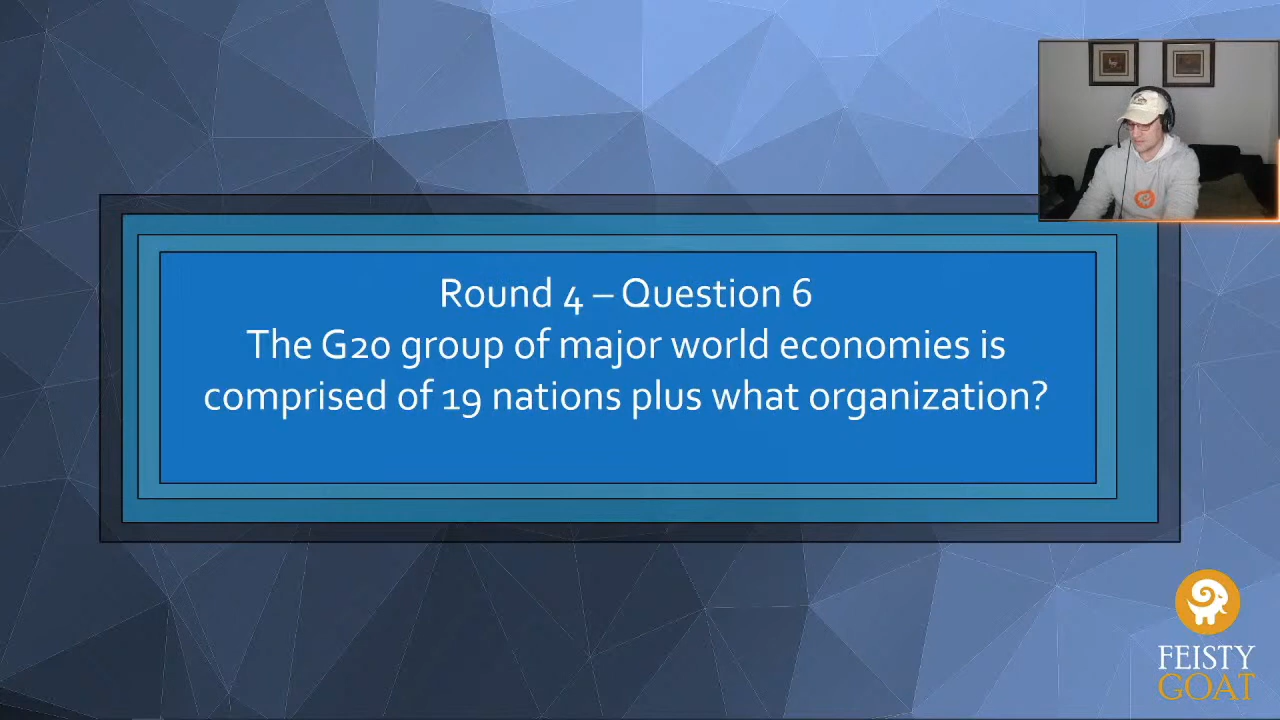 Round 4 – Question 6
The G20 group of major world economies is
comprised of 19 nations plus what organization?
FEISTY
GOAT